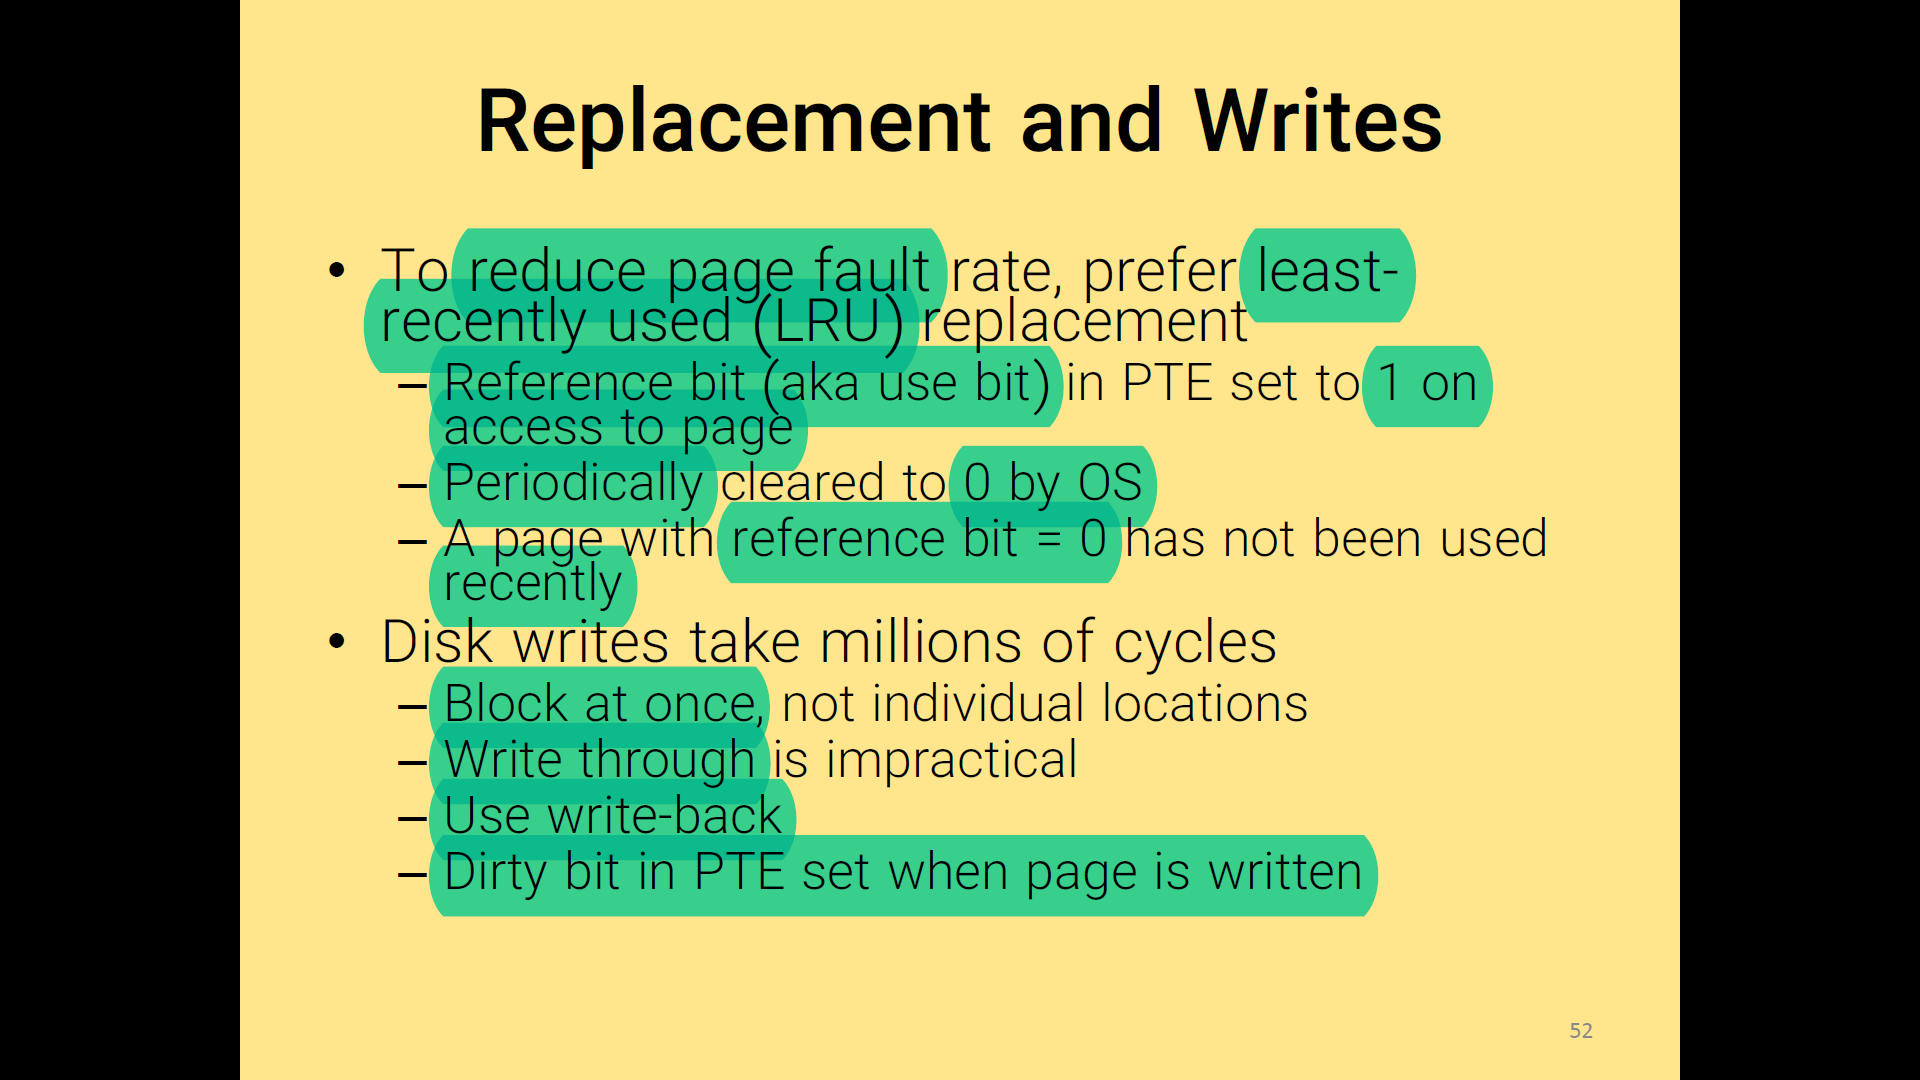 Replacement and Writes
• To reduce page fault rate, prefer least-
recently used (LRU) replacement
– Reference bit (aka use bit) in PTE set to 1 on
access to page
– Periodically cleared to 0 by OS
– A page with reference bit = 0 has not been used
recently
• Disk writes take millions of cycles
– Block at once, not individual locations
– Write through is impractical
– Use write-back
– Dirty bit in PTE set when page is written
52